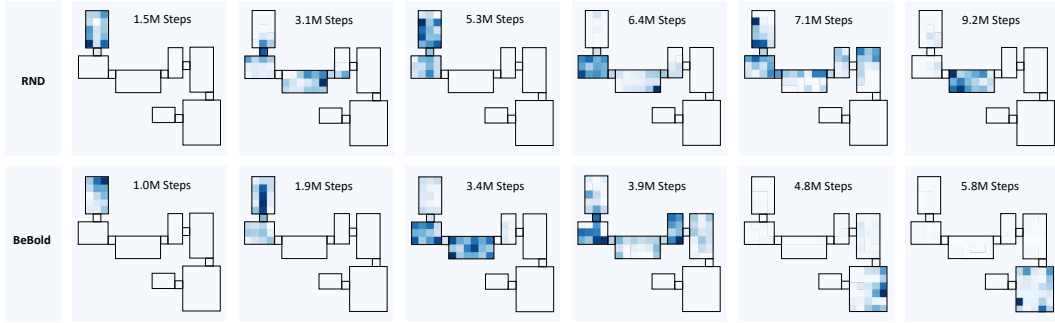 RND
1.5M Steps
3.1M Steps
5.3M Steps
6.4M Steps
7.1M Steps
9.2M Steps
BeBold
1.0M Steps
1.9M Steps
3.4M Steps
3.9M Steps
4.8M Steps
5.8M Steps